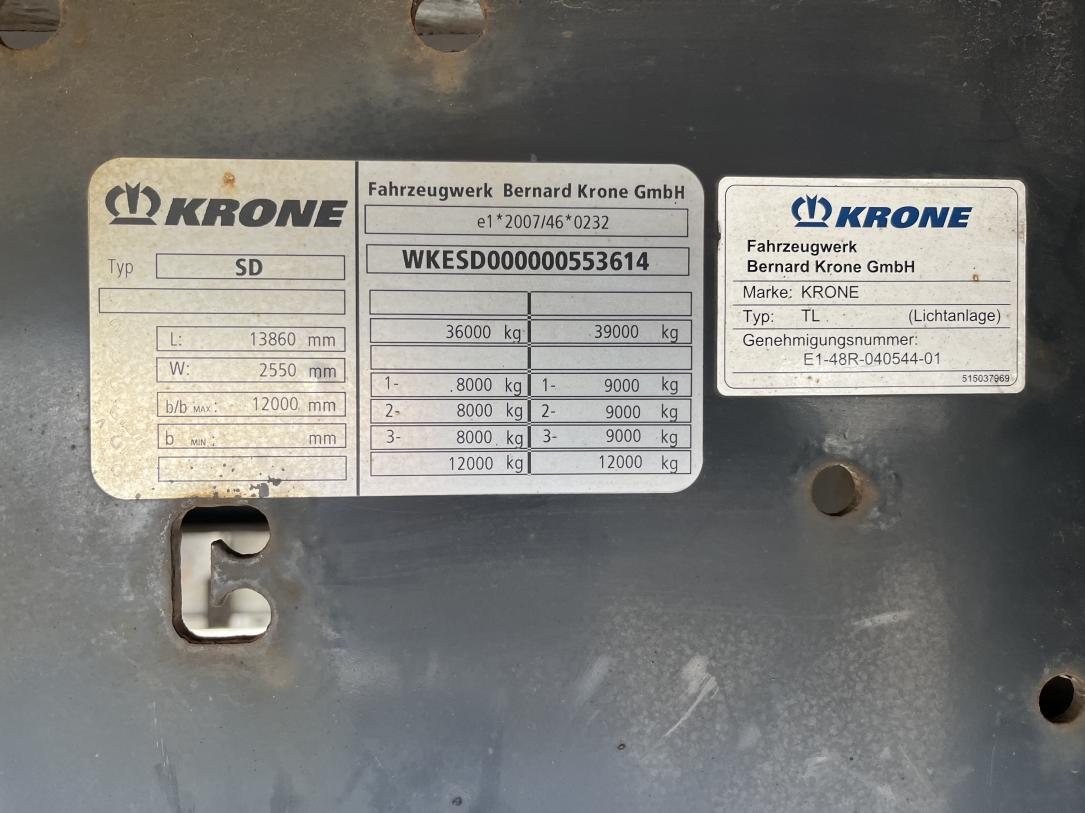 KRONE
Typ SD
L: 13860 mm
W: 2550 mm
b/b MAX: 12000 mm
b MIN: mm
Fahrzeugwerk Bernard Krone GmbH
e1*2007/46*0232
WKESD000000553614
36000 kg 39000 kg
1- 8000 kg 1- 9000 kg
2- 8000 kg 2- 9000 kg
3- 8000 kg 3- 9000 kg
12000 kg 12000 kg
KRONE
Fahrzeugwerk
Bernard Krone GmbH
Marke: KRONE
Typ: TL (Lichtanlage)
Genehmigungsnummer:
E1-48R-040544-01
515037969